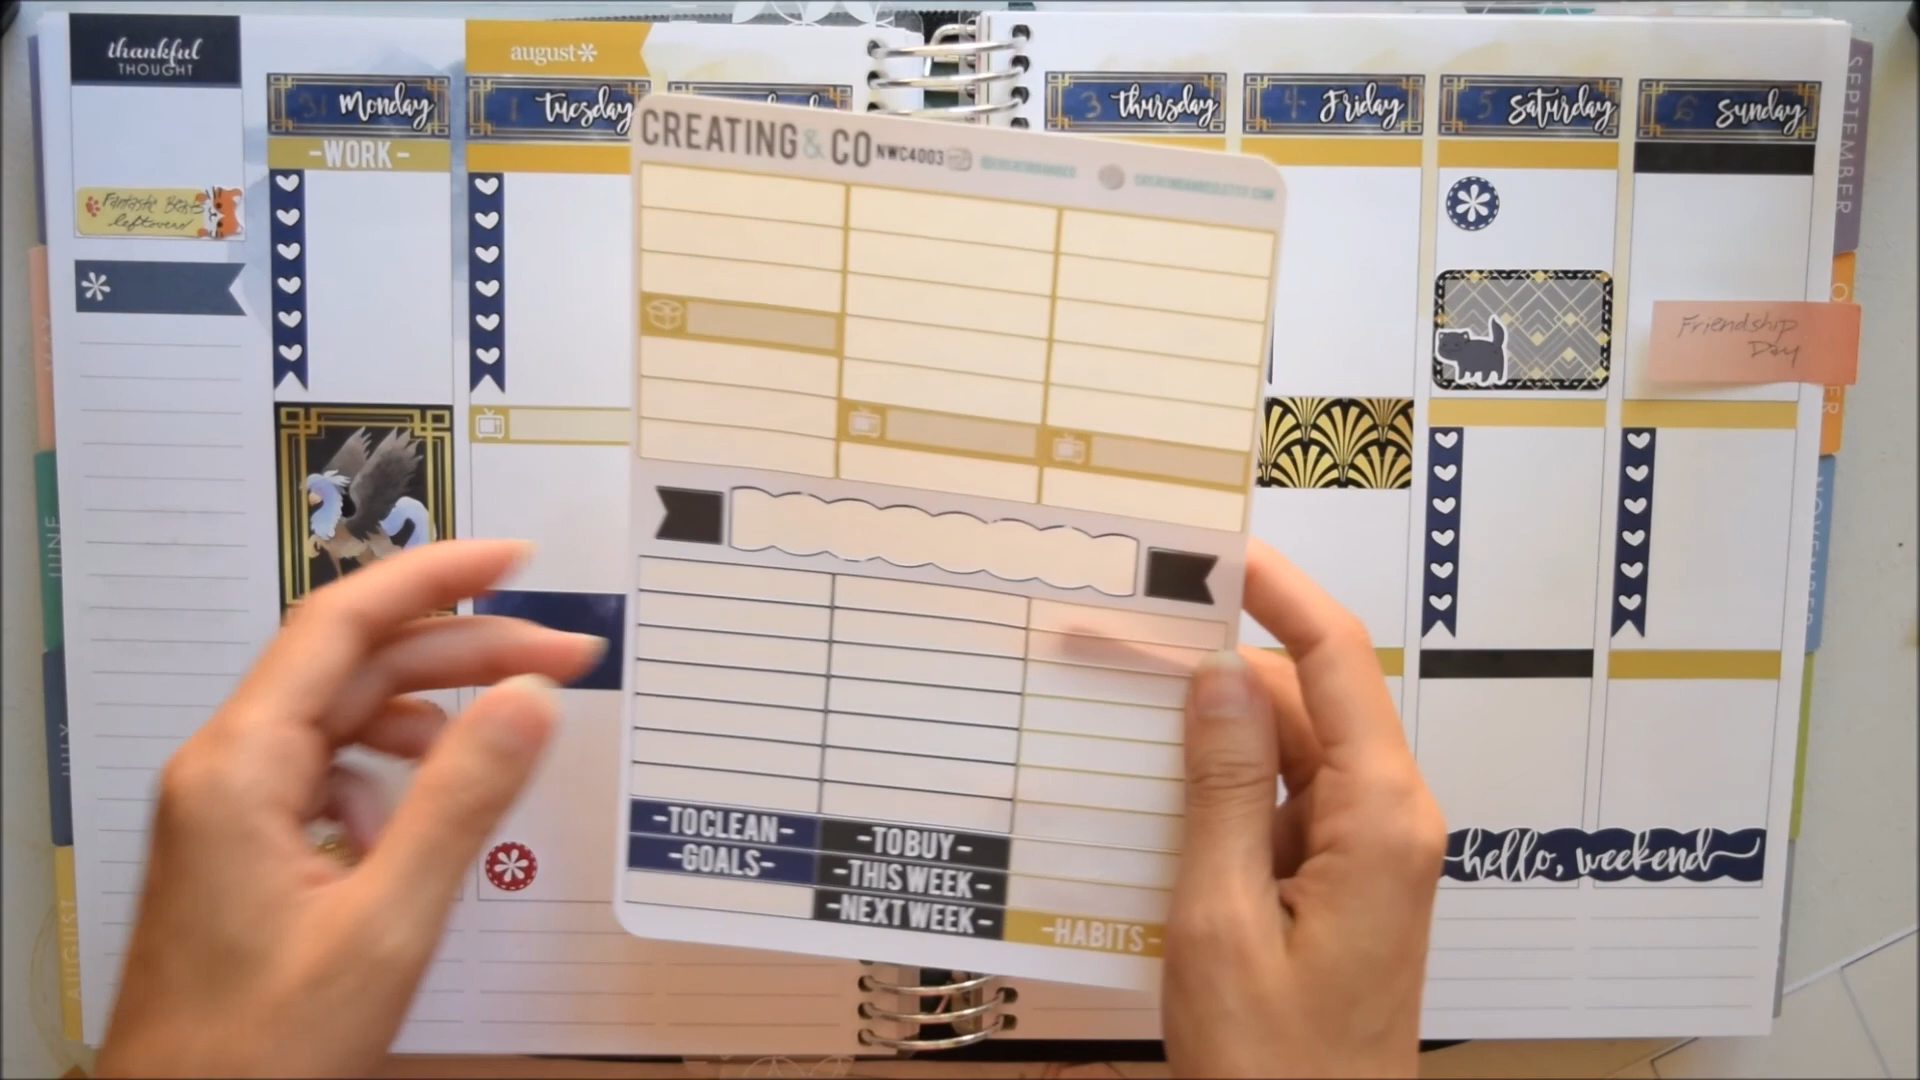 thankful
THOUGHT
august*
31 Monday
1 Tuesday
3 Thursday
4 Friday
5 Saturday
6 Sunday
-WORK-
Fantastic Beasts
leftovers!
CREATING & CO NWC4003
Friendship
Day
-TO CLEAN-
-GOALS-
-TO BUY-
-THIS WEEK-
-NEXT WEEK-
-HABITS-
hello, weekend
JUNE
JULY
AUGUST
SEPTEMBER
NOVEMBER